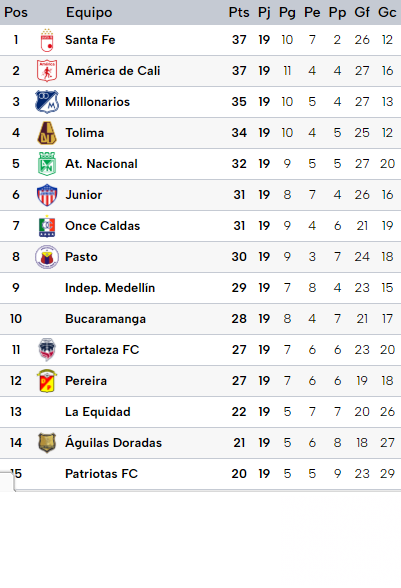 Pos Equipo Pts Pj Pg Pe Pp Gf Gc
1 Santa Fe 37 19 10 7 2 26 12
2 América de Cali 37 19 11 4 4 27 16
3 Millonarios 35 19 10 5 4 27 13
4 Tolima 34 19 10 4 5 25 12
5 At. Nacional 32 19 9 5 5 27 20
6 Junior 31 19 8 7 4 26 16
7 Once Caldas 31 19 9 4 6 21 19
8 Pasto 30 19 9 3 7 24 18
9 Indep. Medellín 29 19 7 8 4 23 15
10 Bucaramanga 28 19 8 4 7 21 17
11 Fortaleza FC 27 19 7 6 6 23 20
12 Pereira 27 19 7 6 6 19 18
13 La Equidad 22 19 5 7 7 20 26
14 Águilas Doradas 21 19 5 6 8 18 27
15 Patriotas FC 20 19 5 5 9 23 29